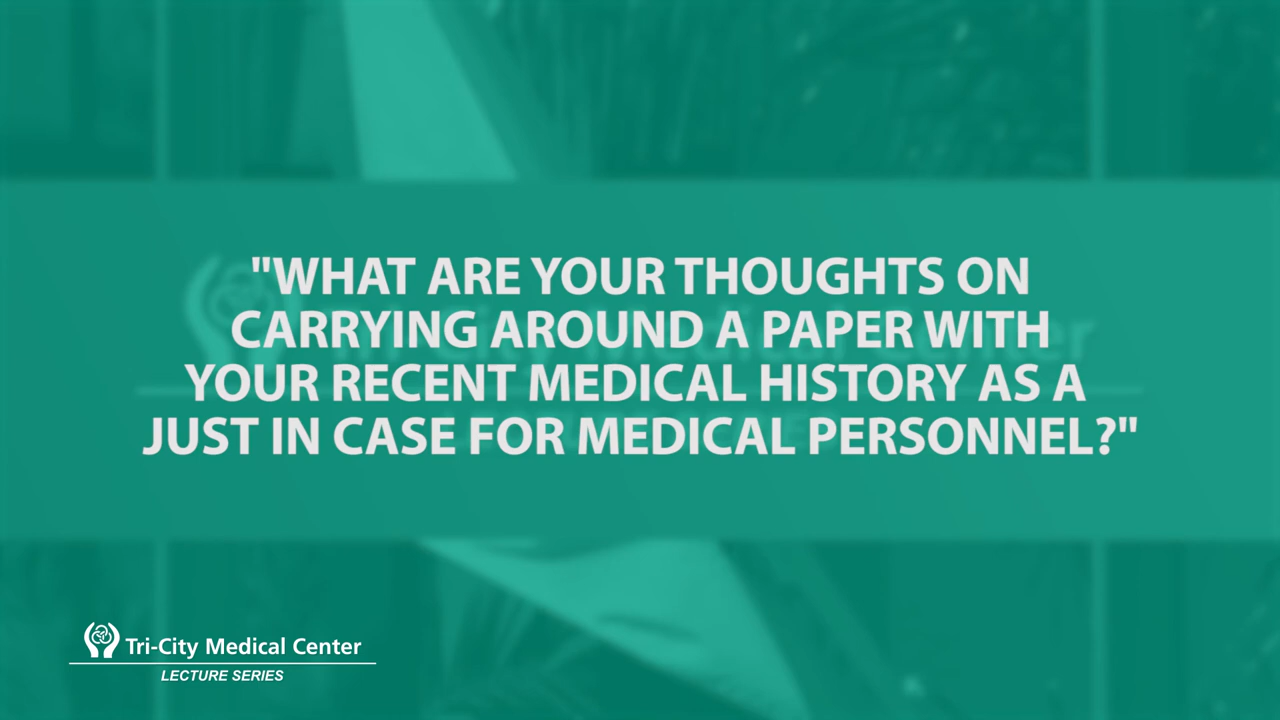 "WHAT ARE YOUR THOUGHTS ON
CARRYING AROUND A PAPER WITH
YOUR RECENT MEDICAL HISTORY AS A
JUST IN CASE FOR MEDICAL PERSONNEL?"
Tri-City Medical Center
LECTURE SERIES